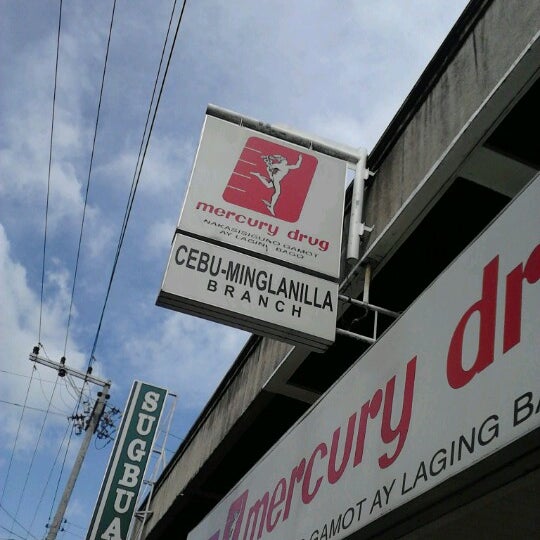 mercury drug
NAKASISIGURO GAMOT
AY LAGING BAGO
CEBU-MINGLANILLA
BRANCH
SUGBUA
mercury dr
GAMOT AY LAGING BA